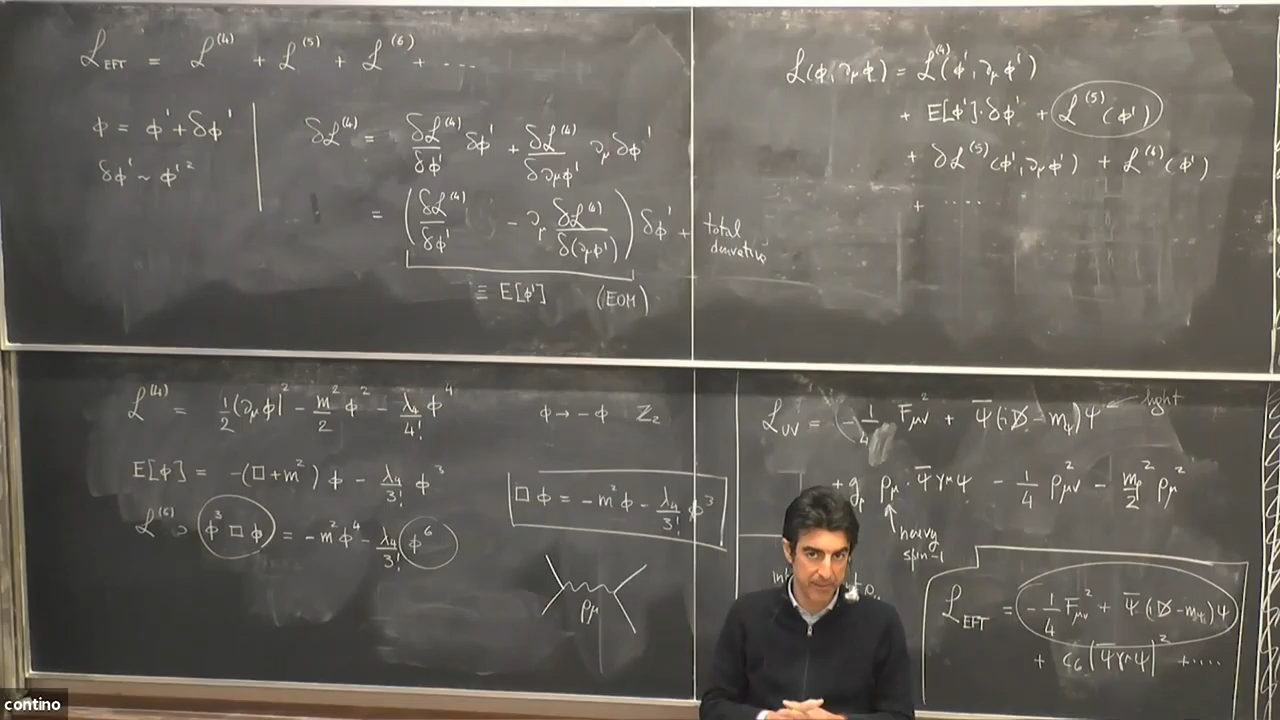 ℒ_EFT = ℒ^(4) + ℒ^(5) + ℒ^(6) + ...
φ = φ' + δφ'
δφ' ~ φ'^2
δℒ^(4) = δℒ^(4)/δφ' δφ' + δℒ^(4)/δ∂_μφ' ∂_μ δφ'
= (δℒ^(4)/δφ' - ∂_μ δℒ^(4)/δ(∂_μφ')) δφ' + total derivative
≡ E[φ'] (EOM)
ℒ(φ, ∂_μφ) = ℒ^(4)(φ', ∂_μφ')
+ E[φ']·δφ' + ℒ^(5)(φ')
+ δℒ^(5)(φ', ∂_μφ') + ℒ^(6)(φ')
+ ....
ℒ^(4) = 1/2 (∂_μφ)^2 - m^2/2 φ^2 - λ_4/4! φ^4
φ → -φ Z_2
E[φ] = -(□+m^2) φ - λ_4/3! φ^3
□φ = -m^2φ - λ_4/3! φ^3
ℒ^(6) ⊃ φ^3 □ φ = -m^2φ^4 - λ_4/3! φ^6
ρ_μ
ℒ_UV = -1/4 F_μν^2 + Ψ̄ (iD̸ - m_ψ) Ψ ← light
+ g_ρ ρ_μ · Ψ̄ γ^μ Ψ - 1/4 ρ_μν^2 - m_ρ^2/2 ρ_μ^2
heavy
spin-1
ℒ_EFT = -1/4 F_μν^2 + Ψ̄ (iD̸ - m_ψ) Ψ
+ c_6 (Ψ̄ γ^μ Ψ)^2 + ....
contino